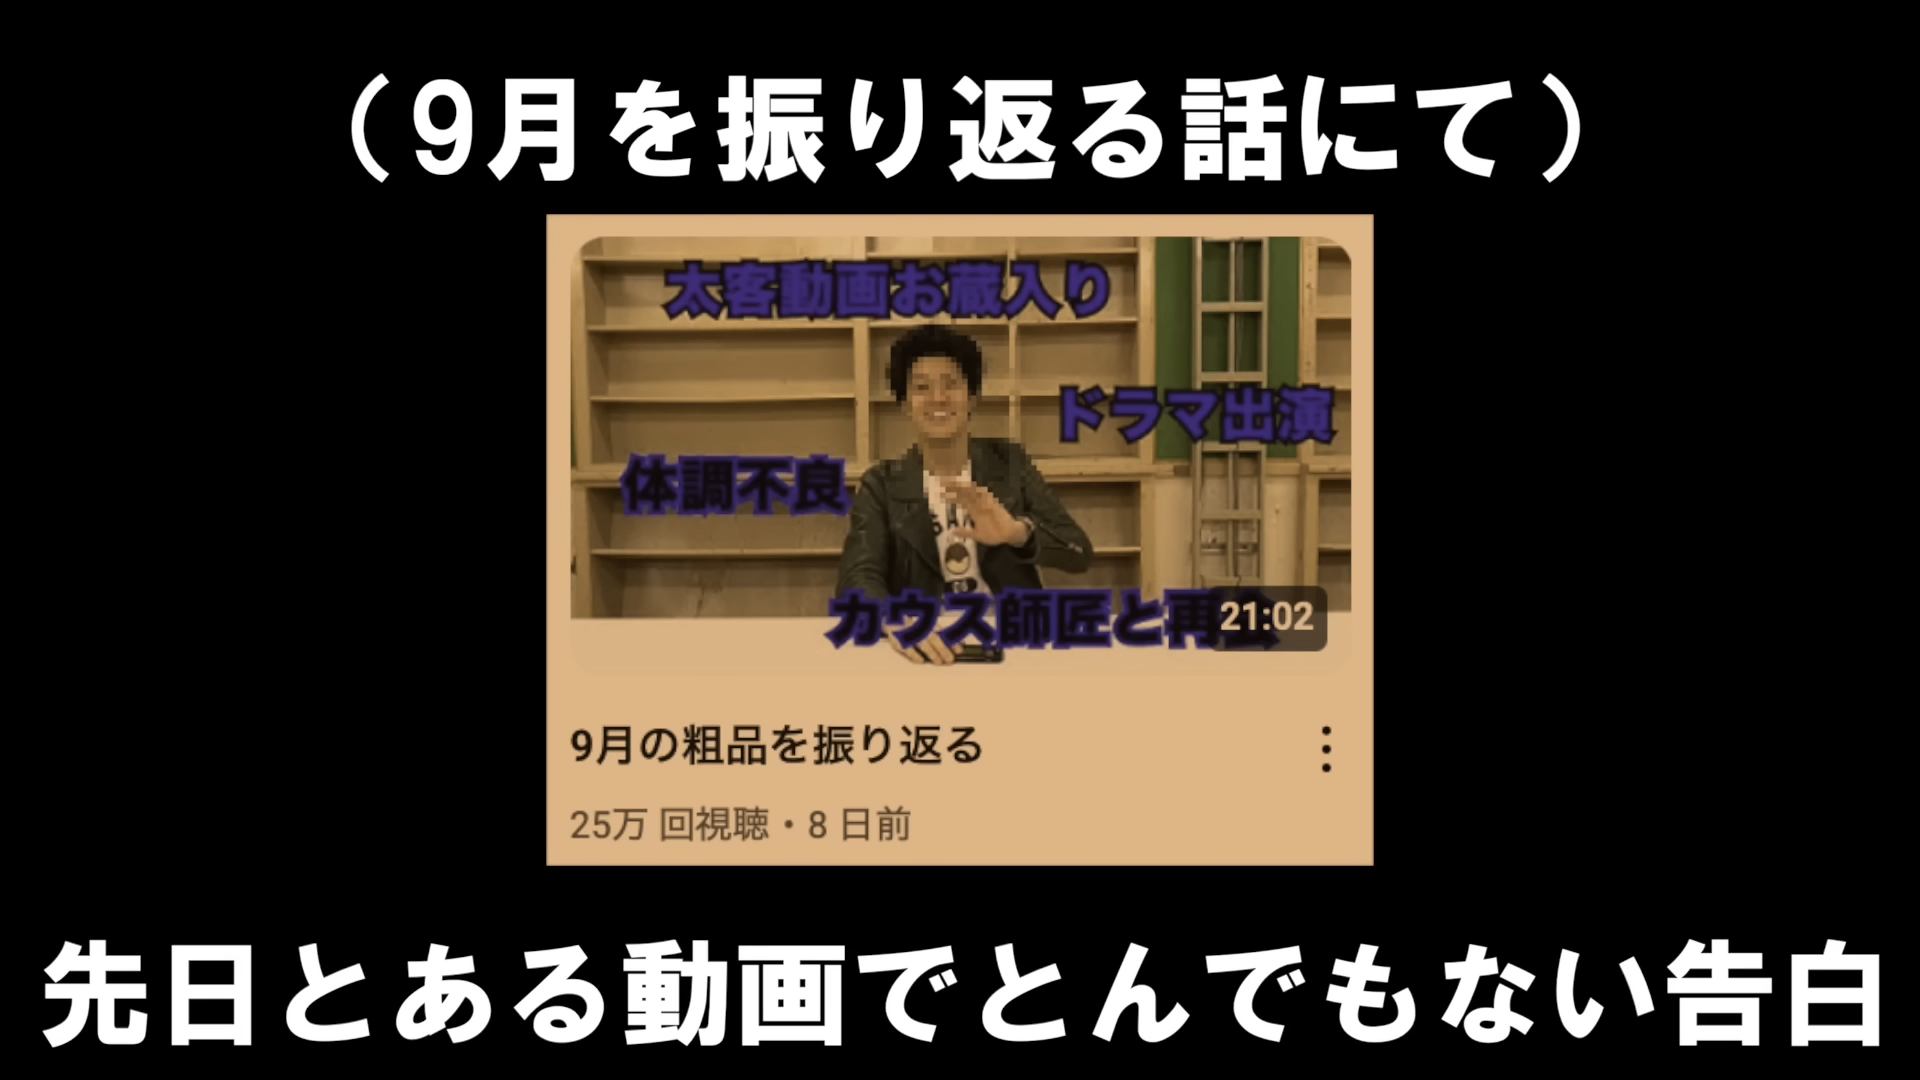 （9月を振り返る話にて）
太客動画お蔵入り
ドラマ出演
体調不良
カウス師匠と再会
21:02
9月の粗品を振り返る
25万 回視聴・8 日前
先日とある動画でとんでもない告白